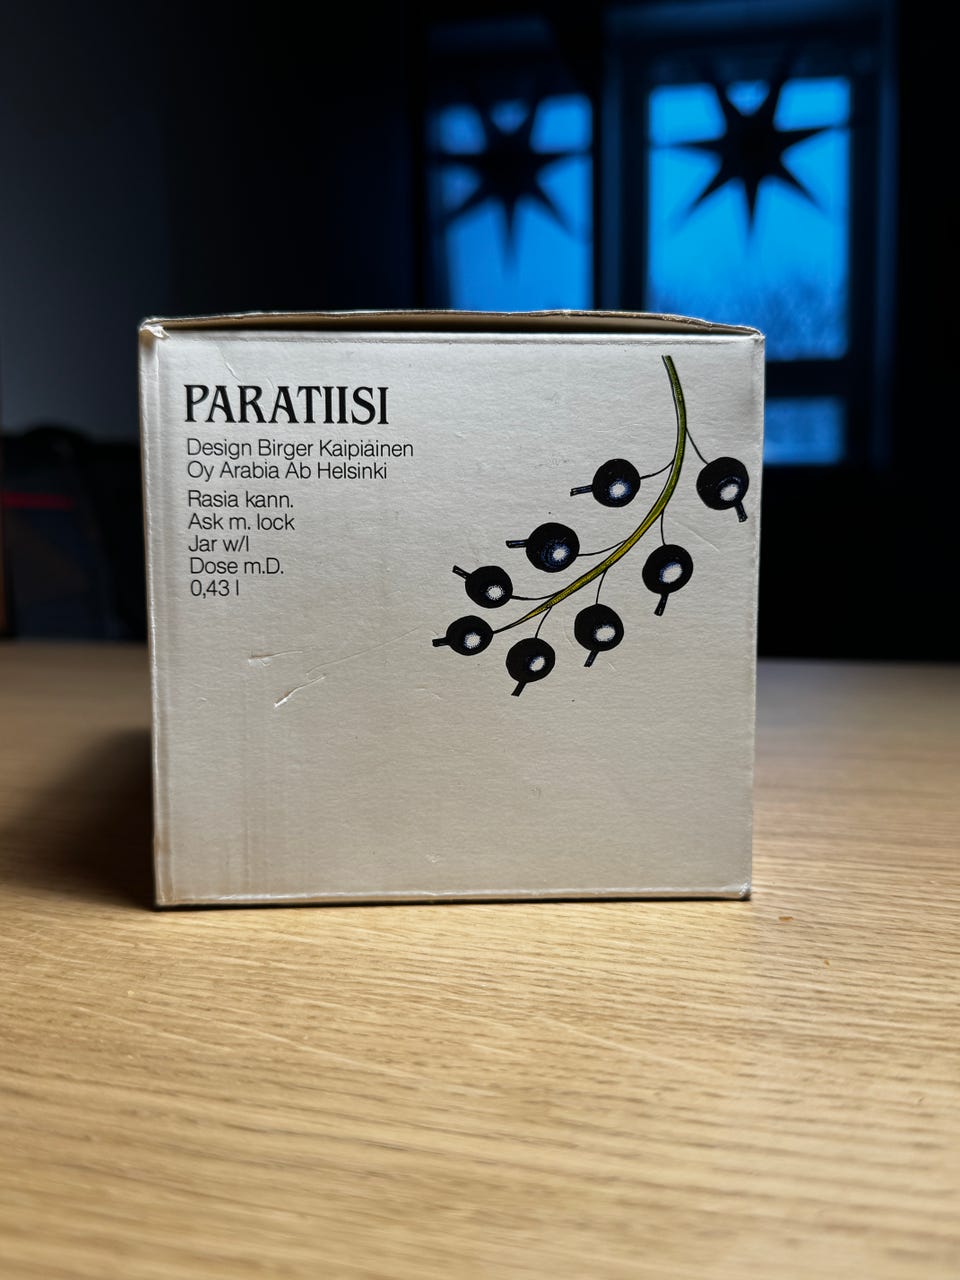 PARATIISI
Design Birger Kaipiainen
Oy Arabia Ab Helsinki
Rasia kann.
Ask m. lock
Jar w/l
Dose m.D.
0,43 l